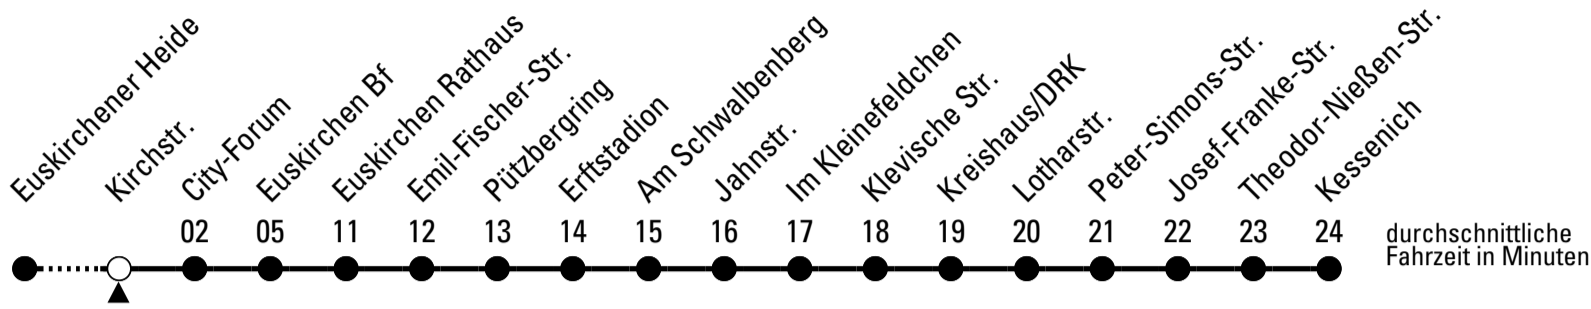 Euskirchener Heide
Kirchstr.
City-Forum
Euskirchen Bf
Euskirchen Rathaus
Emil-Fischer-Str.
Pützbergring
Erftstadion
Am Schwalbenberg
Jahnstr.
Im Kleinefeldchen
Klevische Str.
Kreishaus/DRK
Lotharstr.
Peter-Simons-Str.
Josef-Franke-Str.
Theodor-Nießen-Str.
Kessenich
02 05 11 12 13 14 15 16 17 18 19 20 21 22 23 24
durchschnittliche
Fahrzeit in Minuten